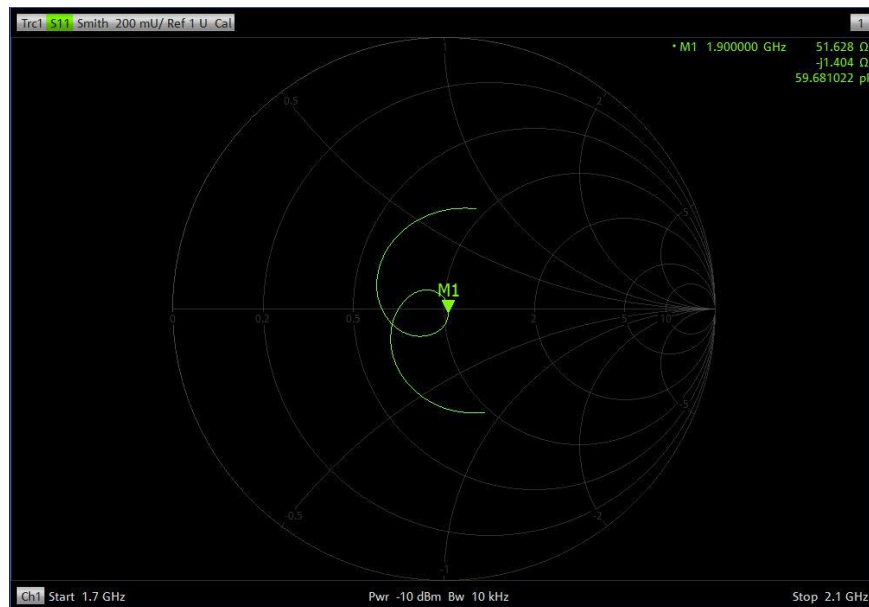 Trc1 S11 Smith 200 mU/ Ref 1 U Cal
1
• M1 1.900000 GHz 51.628 Ω
-j1.404 Ω
59.681022 pF
1
0.5
2
5
M1
0
0.2
0.5
2
5
10
-5
-0.5
-2
-1
Ch1 Start 1.7 GHz
Pwr -10 dBm Bw 10 kHz
Stop 2.1 GHz